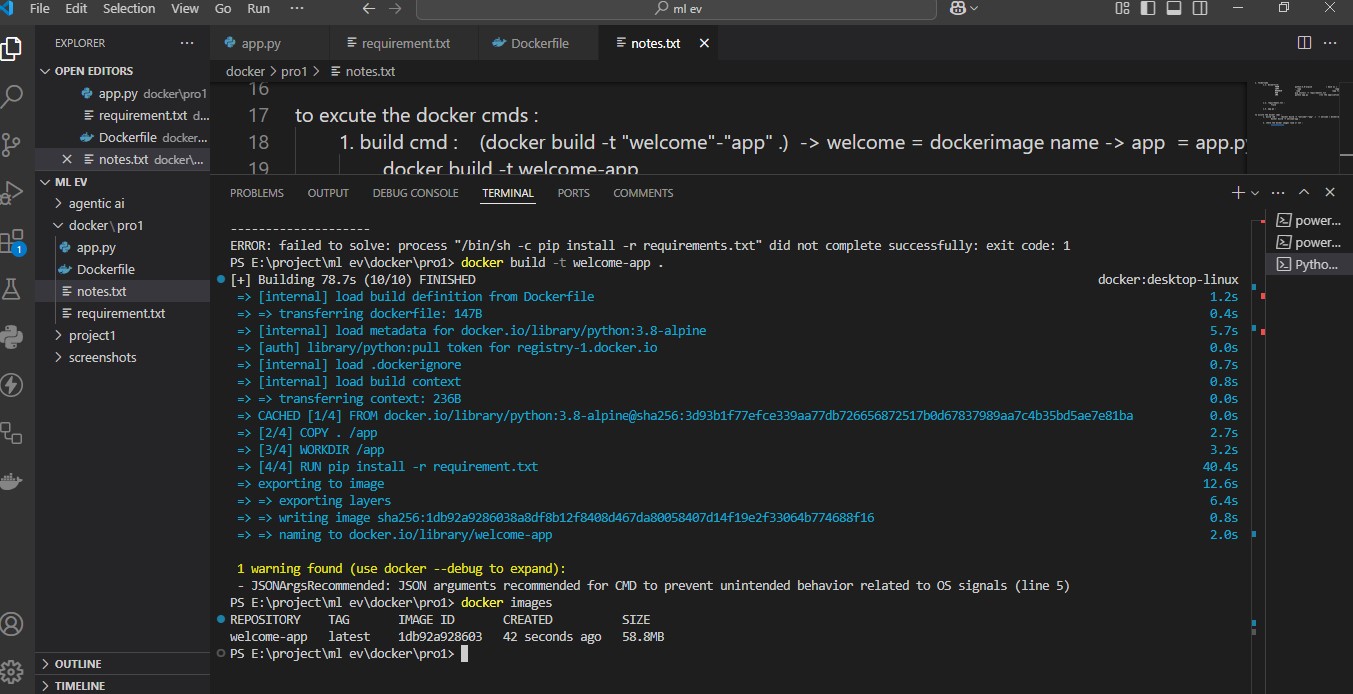 File Edit Selection View Go Run ··· ← → ml ev
EXPLORER ···
OPEN EDITORS
app.py docker\pro1
requirement.txt d...
Dockerfile docker...
notes.txt docker\...
ML EV
agentic ai
docker\pro1
app.py
Dockerfile
notes.txt
requirement.txt
project1
screenshots
OUTLINE
TIMELINE
1
app.py requirement.txt Dockerfile notes.txt
docker > pro1 > notes.txt
16
17 to excute the docker cmds :
18 1. build cmd : (docker build -t "welcome"-"app" .) -> welcome = dockerimage name -> app = app.py
19 docker build -t welcome-app
PROBLEMS OUTPUT DEBUG CONSOLE TERMINAL PORTS COMMENTS
power...
power...
Pytho...
--------------------
ERROR: failed to solve: process "/bin/sh -c pip install -r requirements.txt" did not complete successfully: exit code: 1
PS E:\project\ml ev\docker\pro1> docker build -t welcome-app .
[+] Building 78.7s (10/10) FINISHED docker:desktop-linux
=> [internal] load build definition from Dockerfile 1.2s
=> => transferring dockerfile: 147B 0.4s
=> [internal] load metadata for docker.io/library/python:3.8-alpine 5.7s
=> [auth] library/python:pull token for registry-1.docker.io 0.0s
=> [internal] load .dockerignore 0.7s
=> [internal] load build context 0.8s
=> => transferring context: 236B 0.0s
=> CACHED [1/4] FROM docker.io/library/python:3.8-alpine@sha256:3d93b1f77efce339aa77db726656872517b0d67837989aa7c4b35bd5ae7e81ba 0.0s
=> [2/4] COPY . /app 2.7s
=> [3/4] WORKDIR /app 3.2s
=> [4/4] RUN pip install -r requirement.txt 40.4s
=> exporting to image 12.6s
=> => exporting layers 6.4s
=> => writing image sha256:1db92a9286038a8df8b12f8408d467da80058407d14f19e2f33064b774688f16 0.8s
=> => naming to docker.io/library/welcome-app 2.0s
1 warning found (use docker --debug to expand):
- JSONArgsRecommended: JSON arguments recommended for CMD to prevent unintended behavior related to OS signals (line 5)
PS E:\project\ml ev\docker\pro1> docker images
REPOSITORY TAG IMAGE ID CREATED SIZE
welcome-app latest 1db92a928603 42 seconds ago 58.8MB
PS E:\project\ml ev\docker\pro1>